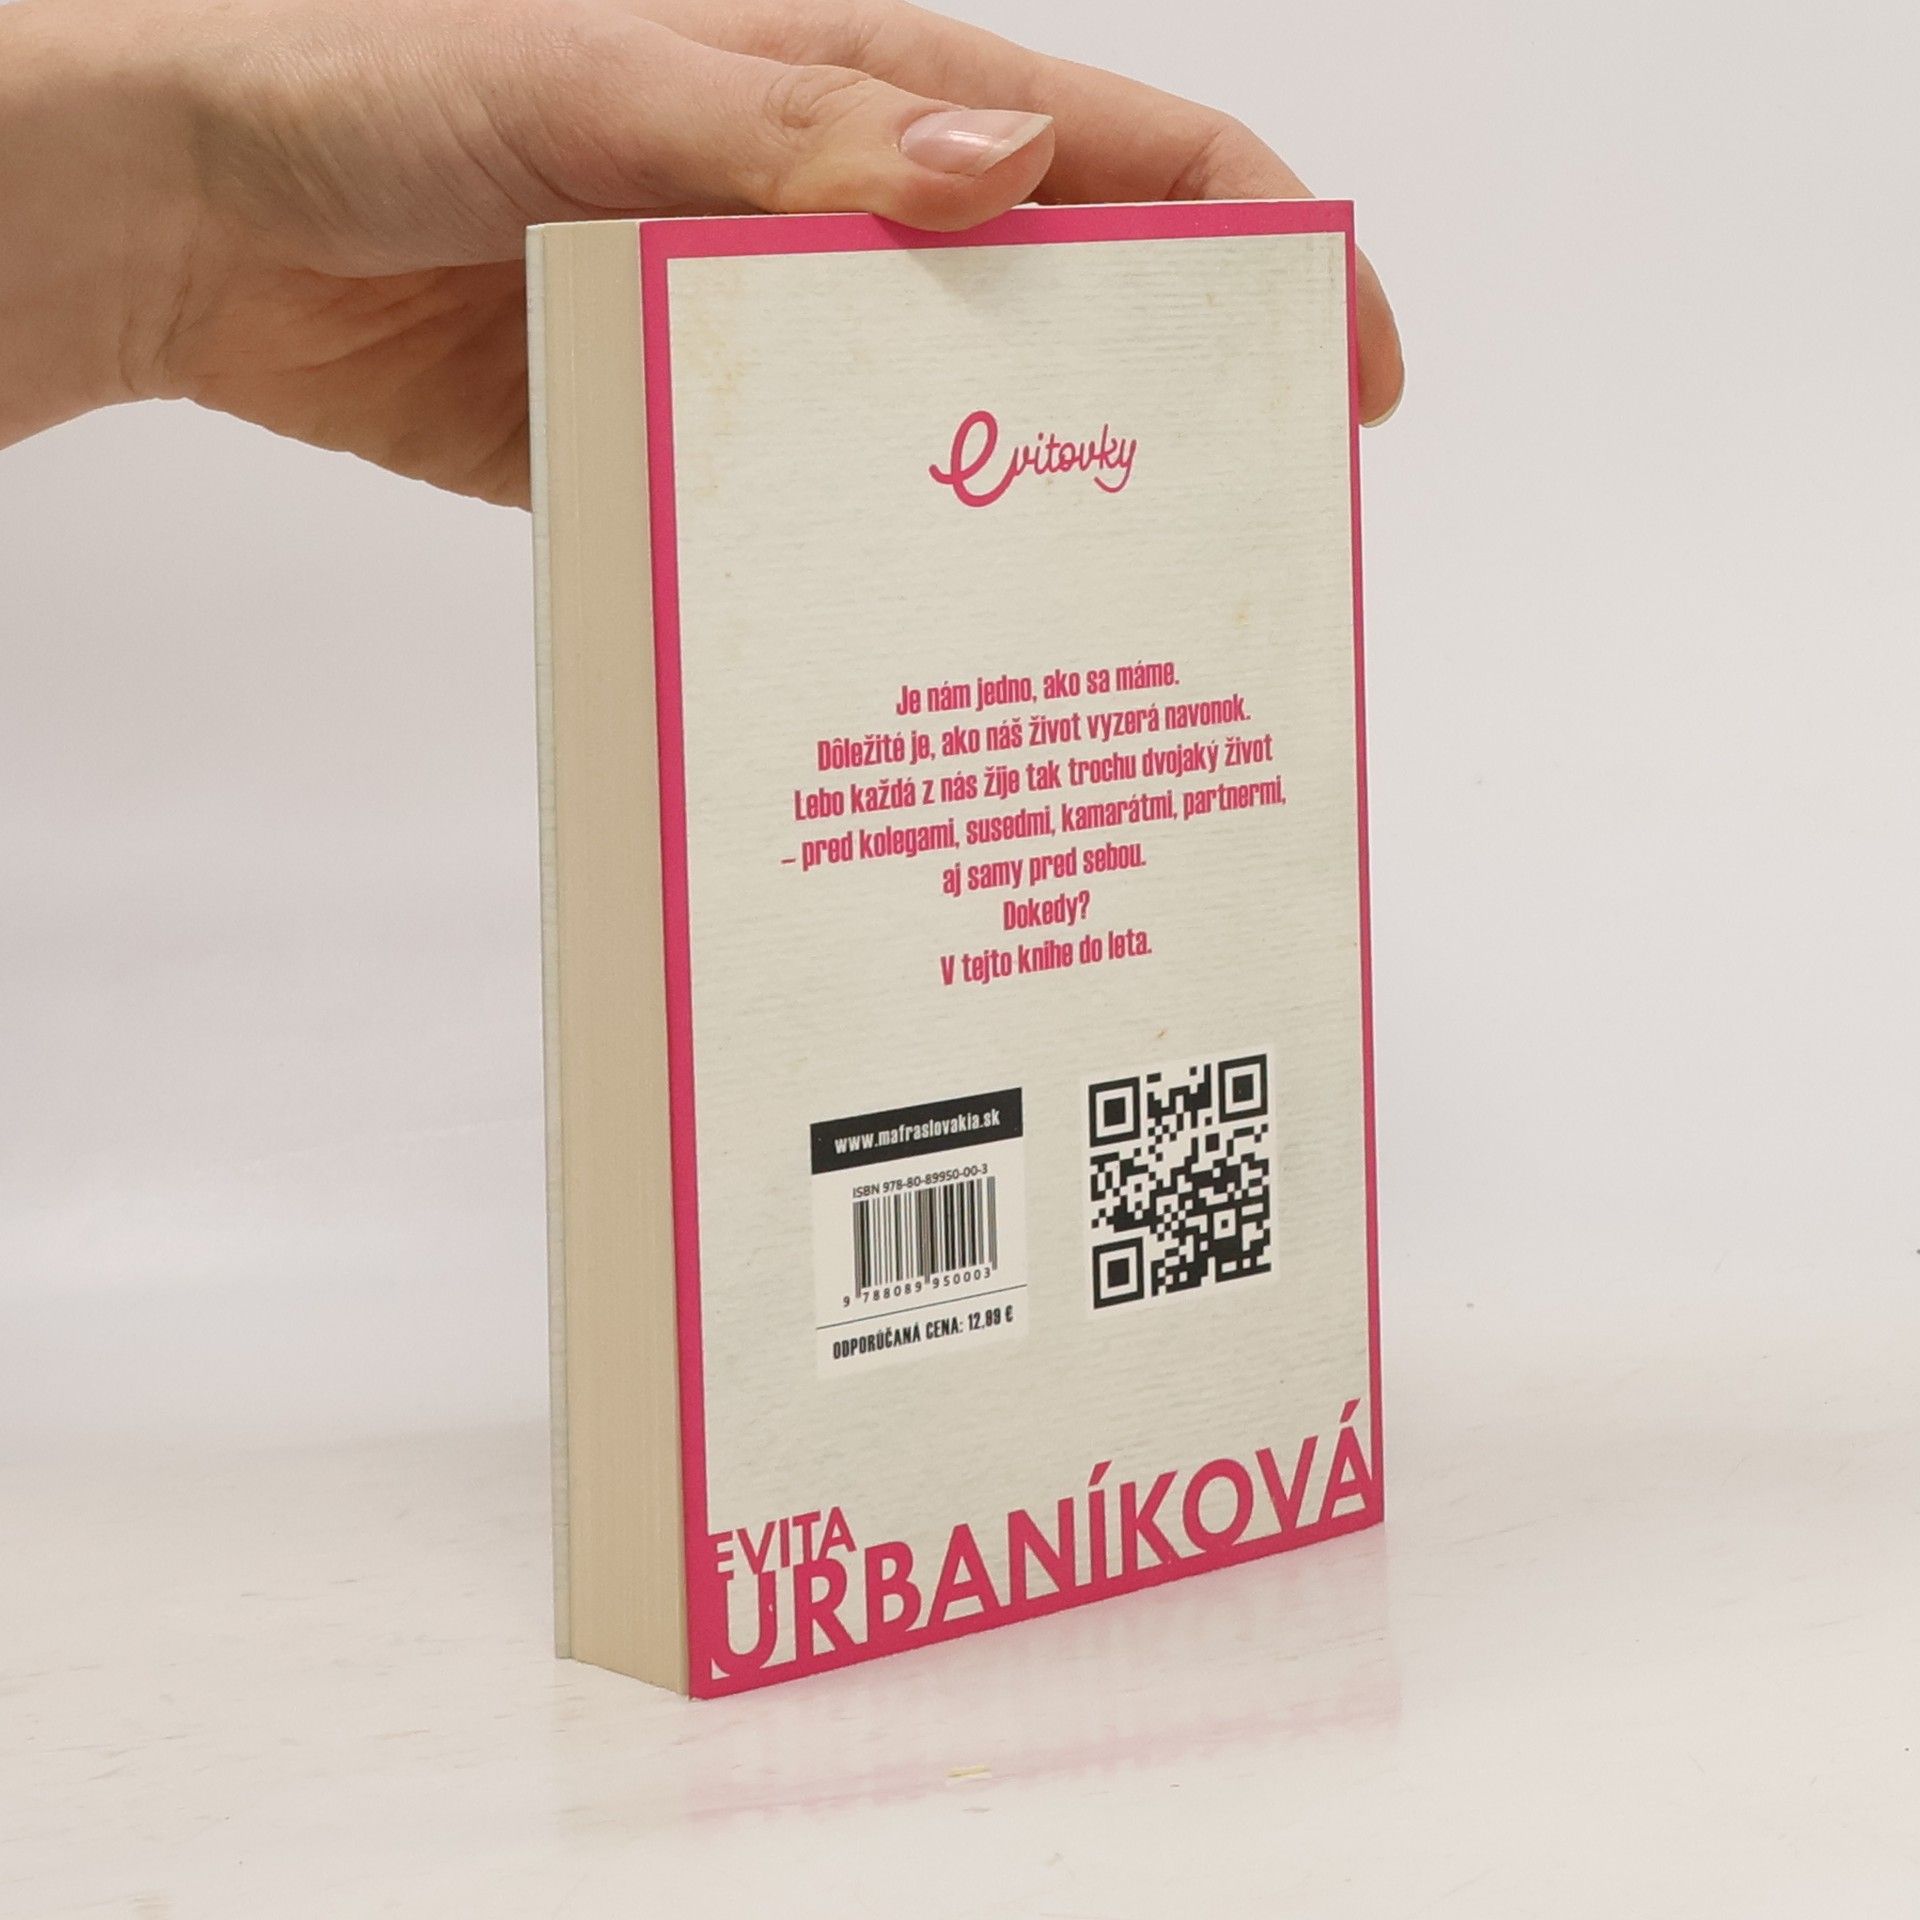 evitovky
Je nám jedno, ako sa máme.
Dôležité je, ako náš život vyzerá navonok.
Lebo každá z nás žije tak trochu dvojaký život
– pred kolegami, susedmi, kamarátmi, partnermi,
aj samy pred sebou.
Dokedy?
V tejto knihe do leta.
www.mafraslovakia.sk
ISBN 978-80-89950-00-3
9 788089 950003
ODPORÚČANÁ CENA: 12,99 €
EVITA
URBANÍKOVÁ